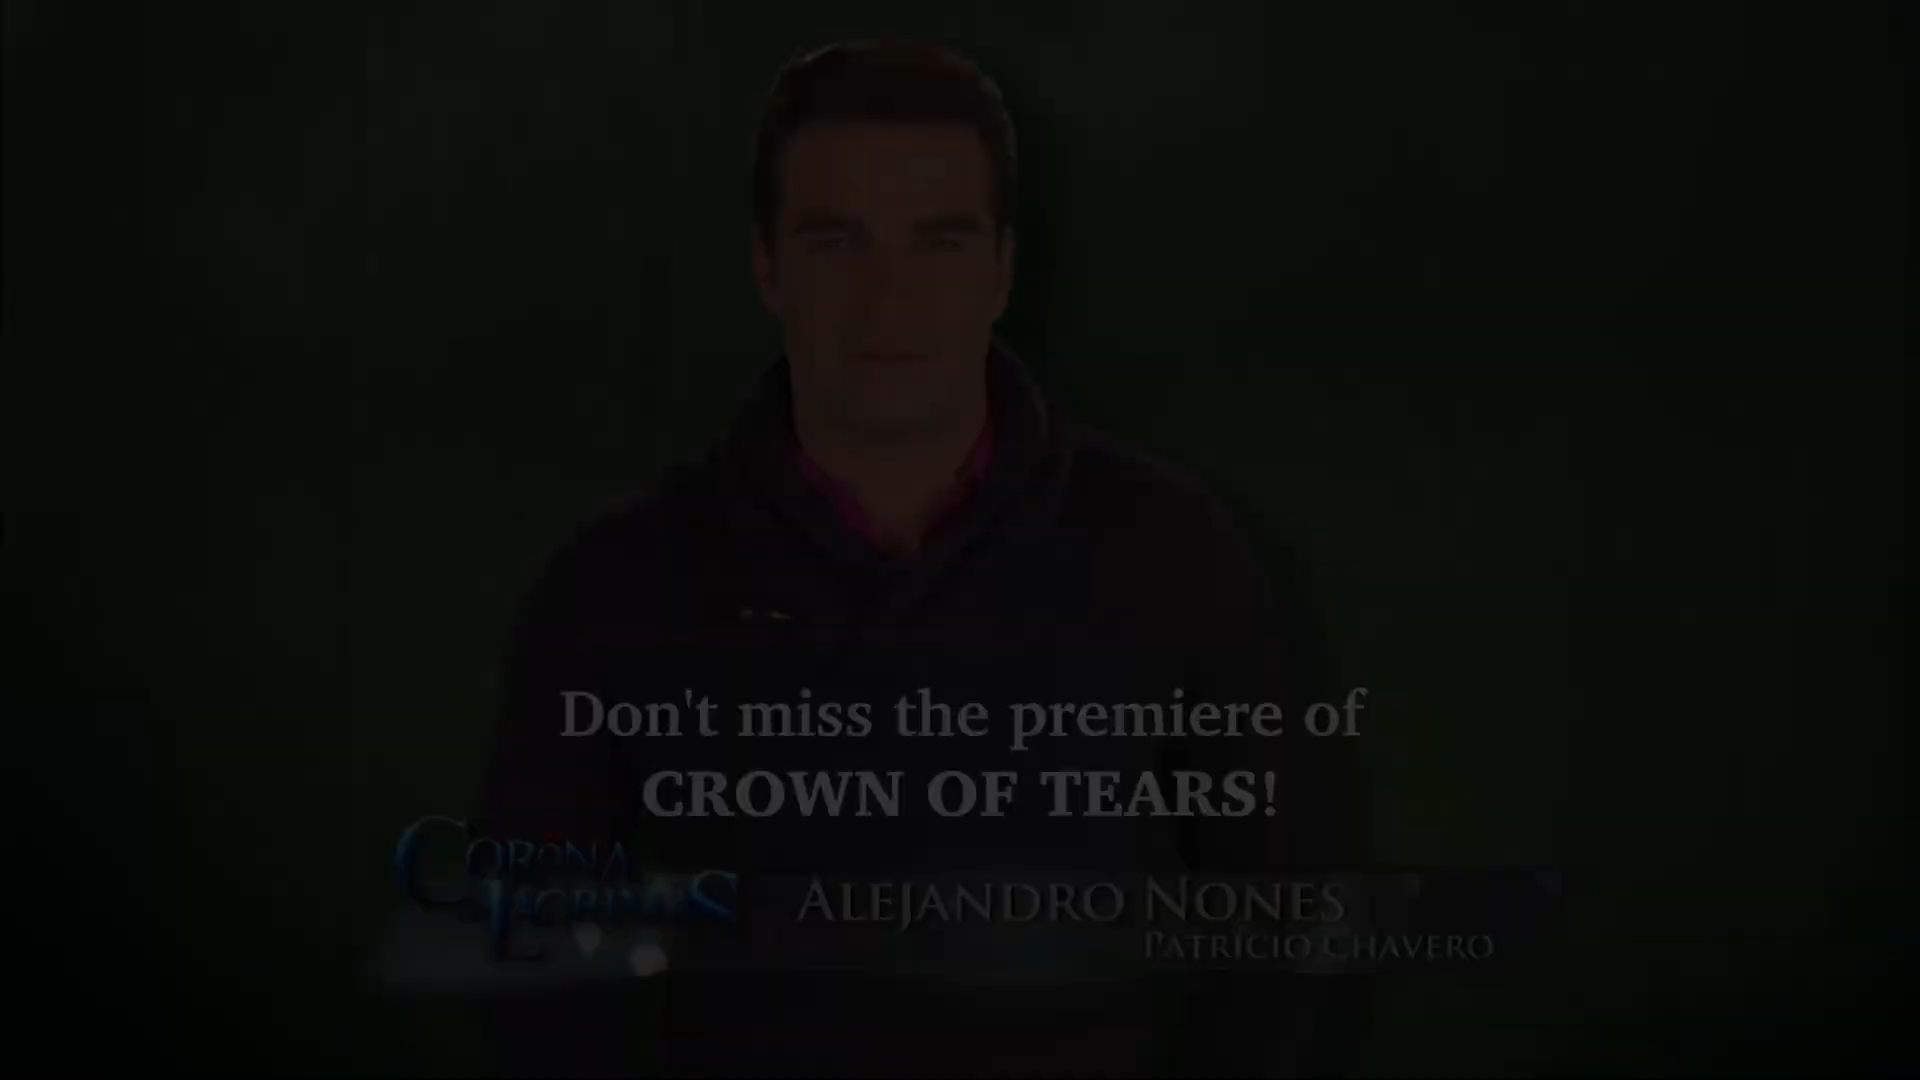 Don't miss the premiere of
CROWN OF TEARS!
CORONA
LÁGRIMAS
ALEJANDRO NONES
PATRICIO CHAVERO